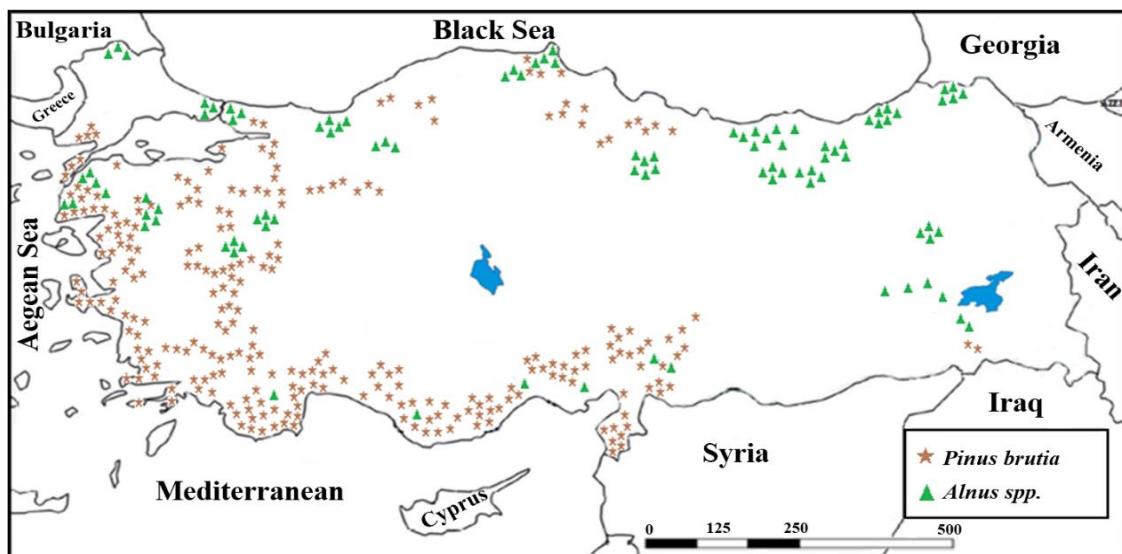 Bulgaria
Black Sea
Georgia
Greece
Armenia
Aegean Sea
Iran
Iraq
Syria
Mediterranean
Cyprus
Pinus brutia
Alnus spp.
0 125 250 500